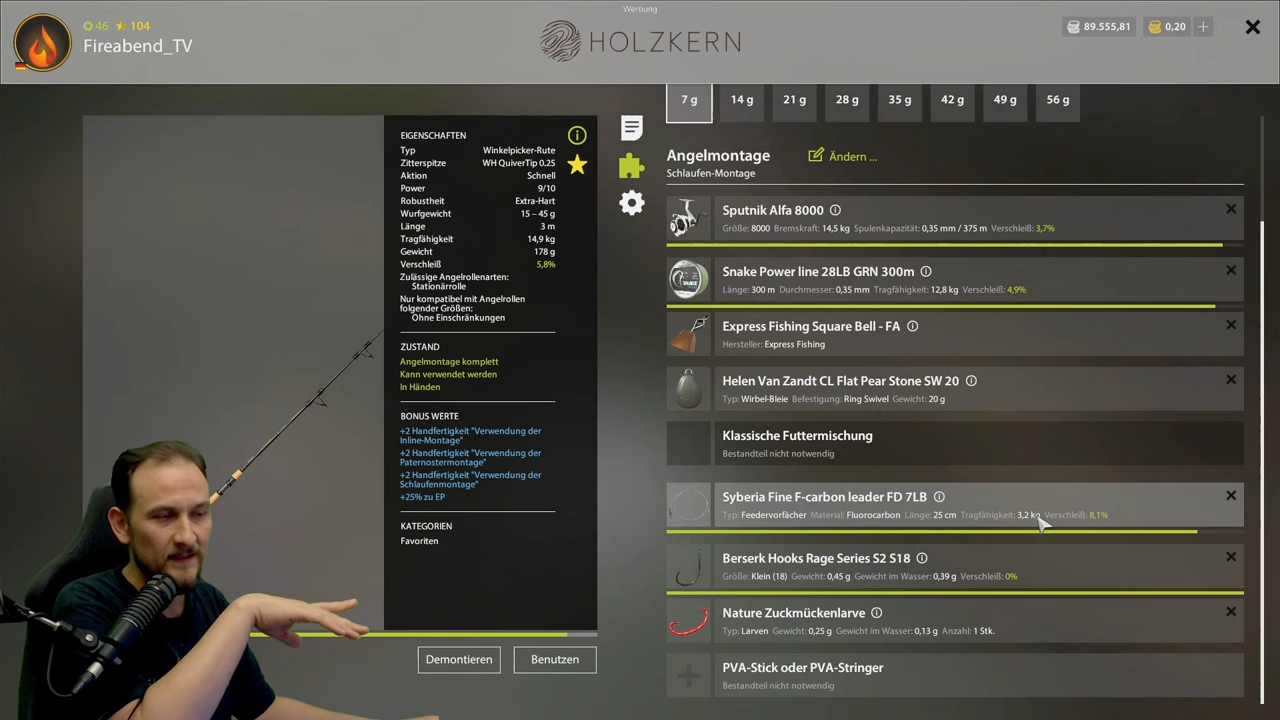 Werbung
46 104
Fireabend_TV
HOLZKERN
89.555,81
0,20
7 g
14 g
21 g
28 g
35 g
42 g
49 g
56 g
EIGENSCHAFTEN
Typ Winkelpicker-Rute
Zitterspitze WH QuiverTip 0.25
Aktion Schnell
Power 9/10
Robustheit Extra-Hart
Wurfgewicht 15 – 45 g
Länge 3 m
Tragfähigkeit 14,9 kg
Gewicht 178 g
Verschleiß 5,8%
Zulässige Angelrollenarten:
Stationärrolle
Nur kompatibel mit Angelrollen
folgender Größen:
Ohne Einschränkungen
ZUSTAND
Angelmontage komplett
Kann verwendet werden
In Händen
BONUS WERTE
+2 Handfertigkeit "Verwendung der
Inline-Montage"
+2 Handfertigkeit "Verwendung der
Paternostermontage"
+2 Handfertigkeit "Verwendung der
Schlaufenmontage"
+25% zu EP
KATEGORIEN
Favoriten
Demontieren
Benutzen
Angelmontage
Ändern ...
Schlaufen-Montage
Sputnik Alfa 8000
Größe: 8000 Bremskraft: 14,5 kg Spulenkapazität: 0,35 mm / 375 m Verschleiß: 3,7%
Snake Power line 28LB GRN 300m
Länge: 300 m Durchmesser: 0,35 mm Tragfähigkeit: 12,8 kg Verschleiß: 4,9%
Express Fishing Square Bell - FA
Hersteller: Express Fishing
Helen Van Zandt CL Flat Pear Stone SW 20
Typ: Wirbel-Bleie Befestigung: Ring Swivel Gewicht: 20 g
Klassische Futtermischung
Bestandteil nicht notwendig
Syberia Fine F-carbon leader FD 7LB
Typ: Feedervorfächer Material: Fluorocarbon Länge: 25 cm Tragfähigkeit: 3,2 kg Verschleiß: 8,1%
Berserk Hooks Rage Series S2 S18
Größe: Klein (18) Gewicht: 0,45 g Gewicht im Wasser: 0,39 g Verschleiß: 0%
Nature Zuckmückenlarve
Typ: Larven Gewicht: 0,25 g Gewicht im Wasser: 0,13 g Anzahl: 1 Stk.
PVA-Stick oder PVA-Stringer
Bestandteil nicht notwendig